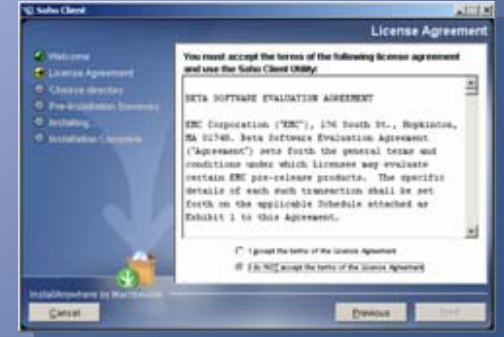 Soho Client
License Agreement
Welcome
License Agreement
Choose directory
Pre-Installation Summary
Installing...
Installation Complete
You must accept the terms of the following license agreement
and use the Soho Client Utility:
BETA SOFTWARE EVALUATION AGREEMENT
EMC Corporation ("EMC"), 176 South St., Hopkinton,
MA 01748. Beta Software Evaluation Agreement
("Agreement") sets forth the general terms and
conditions under which Licensee may evaluate
certain EMC pre-release products. The specific
details of each such transaction shall be set
forth on the applicable Schedule attached as
Exhibit 1 to this Agreement.
I accept the terms of the License Agreement
I do NOT accept the terms of the License Agreement
InstallAnywhere by Macrovision
Cancel
Previous
Next